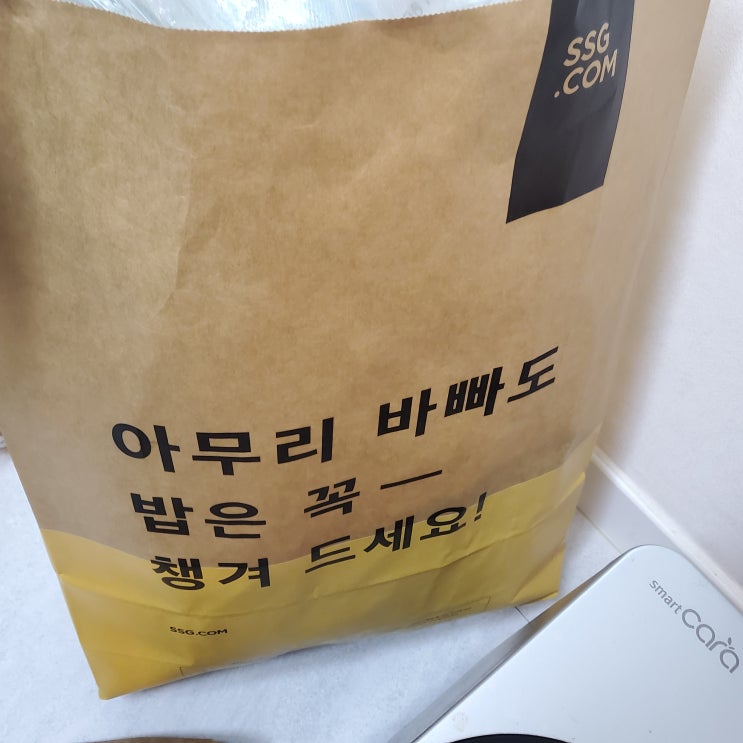 SSG
.COM
아무리 바빠도
밥은 꼭 —
챙겨 드세요!
SSG.COM
smart cara